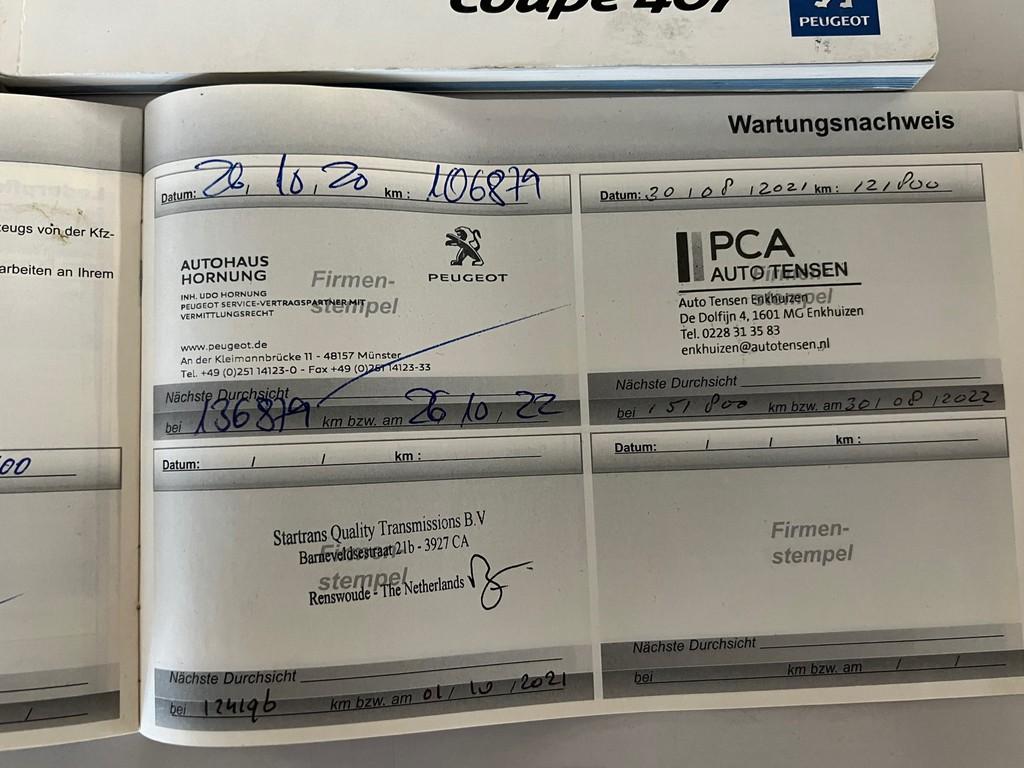 coupé 407
PEUGEOT
Wartungsnachweis
eugs von der Kfz-
arbeiten an Ihrem
00
/
Datum: 26, 10, 20 km : 106879
AUTOHAUS
HORNUNG
INH. UDO HORNUNG
PEUGEOT SERVICE-VERTRAGSPARTNER MIT
VERMITTLUNGSRECHT
PEUGEOT
Firmen-
stempel
www.peugeot.de
An der Kleimannbrücke 11 - 48157 Münster
Tel. +49 (0)251 14123-0 - Fax +49 (0)251 14123-33
Nächste Durchsicht
bei 136879 km bzw. am 26 10, 22
Datum: 30 / 08 / 2021 km : 121800
PCA
AUTO TENSEN
Firmen-
stempel
Auto Tensen Enkhuizen
De Dolfijn 4, 1601 MG Enkhuizen
Tel. 0228 31 35 83
enkhuizen@autotensen.nl
Nächste Durchsicht
bei 151800 km bzw. am 30 / 08 / 2022
Datum: / / km :
Startrans Quality Transmissions B.V
Barneveldsestraat 21b - 3927 CA
Renswoude - The Netherlands
Firmen-
stempel
Nächste Durchsicht
bei 124196 km bzw. am 01 / 10 / 2021
Datum: / / km :
Firmen-
stempel
Nächste Durchsicht
bei km bzw. am / /